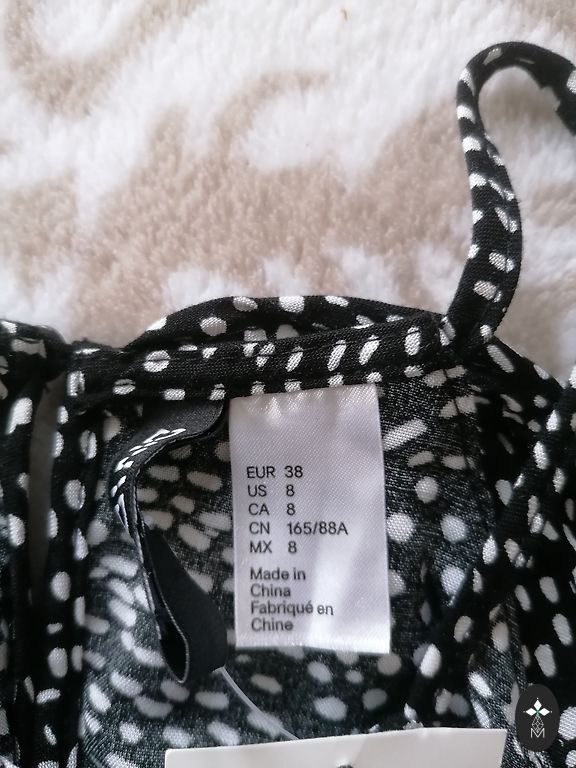 EUR 38
US 8
CA 8
CN 165/88A
MX 8
Made in
China
Fabriqué en
Chine